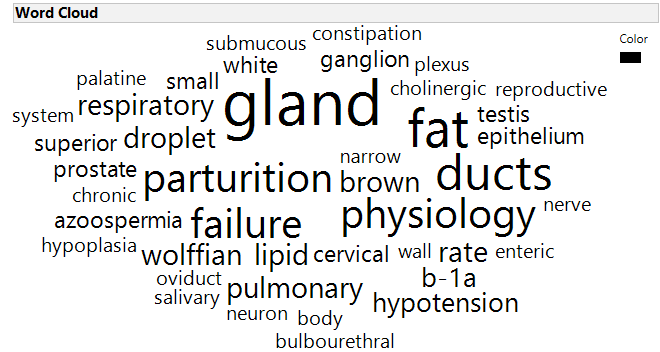 Word Cloud
Color
constipation
submucous
white ganglion plexus
palatine small cholinergic reproductive
system respiratory gland fat testis
superior droplet epithelium
prostate parturition narrow brown ducts
chronic
azoospermia failure physiology nerve
hypoplasia wolffian lipid cervical wall rate enteric
oviduct pulmonary b-1a
salivary hypotension
neuron body
bulbourethral